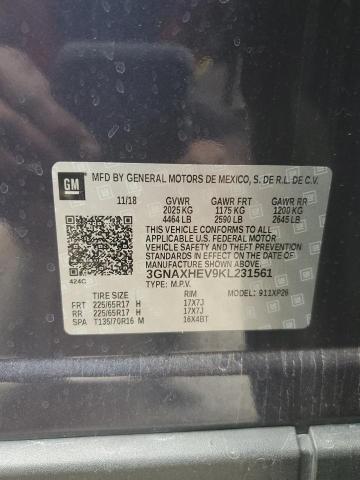 GM MFD BY GENERAL MOTORS DE MEXICO, S. DE R.L. DE C.V.
11/18 GVWR GAWR FRT GAWR RR
2025 KG 1175 KG 1200 KG
4464 LB 2590 LB 2645 LB
THIS VEHICLE CONFORMS TO ALL APPLICABLE
U.S. FEDERAL MOTOR
VEHICLE SAFETY AND THEFT PREVENTION
STANDARDS IN EFFECT ON THE DATE OF
MANUFACTURE SHOWN ABOVE.
424C 3GNAXHEV9KL231561
TYPE: M.P.V. MODEL: 911XP26
TIRE SIZE RIM
FRT 225/65R17 H 17X7J
RR 225/65R17 H 17X7J
SPA T135/70R16 M 16X4BT